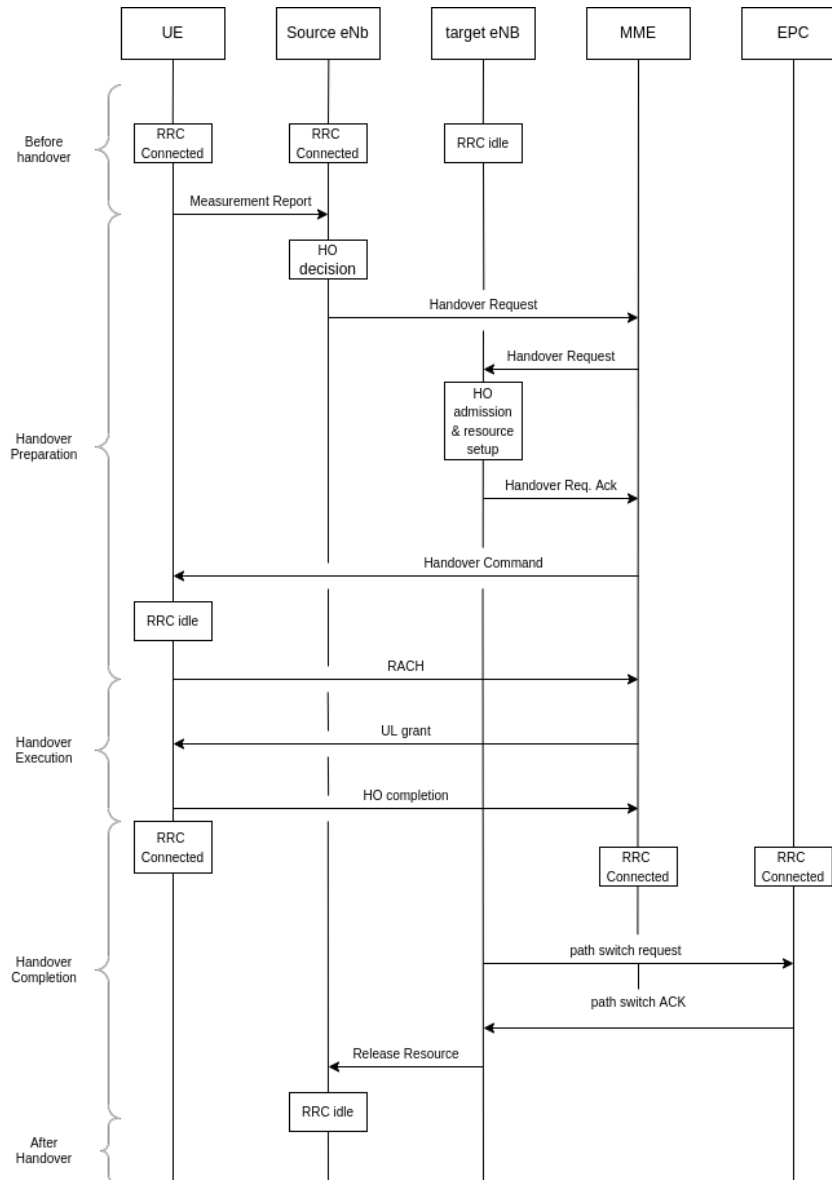 UE
Source eNb
target eNB
MME
EPC
Before
handover
RRC
Connected
RRC
Connected
RRC idle
Measurement Report
HO
decision
Handover Request
Handover Request
HO
admission
& resource
setup
Handover
Preparation
Handover Req. Ack
Handover Command
RRC idle
RACH
Handover
Execution
UL grant
HO completion
RRC
Connected
RRC
Connected
RRC
Connected
Handover
Completion
path switch request
path switch ACK
Release Resource
RRC idle
After
Handover